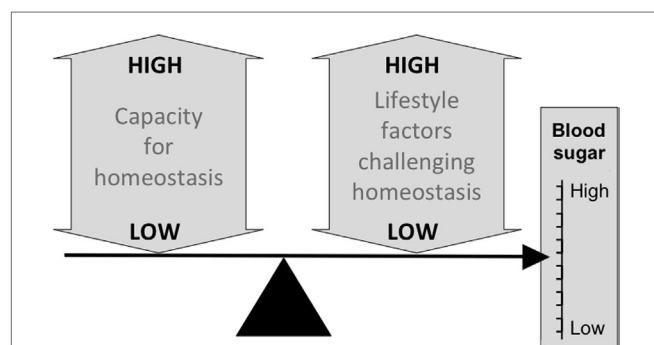 HIGH
Capacity
for
homeostasis
LOW
HIGH
Lifestyle
factors
challenging
homeostasis
LOW
Blood
sugar
High
Low